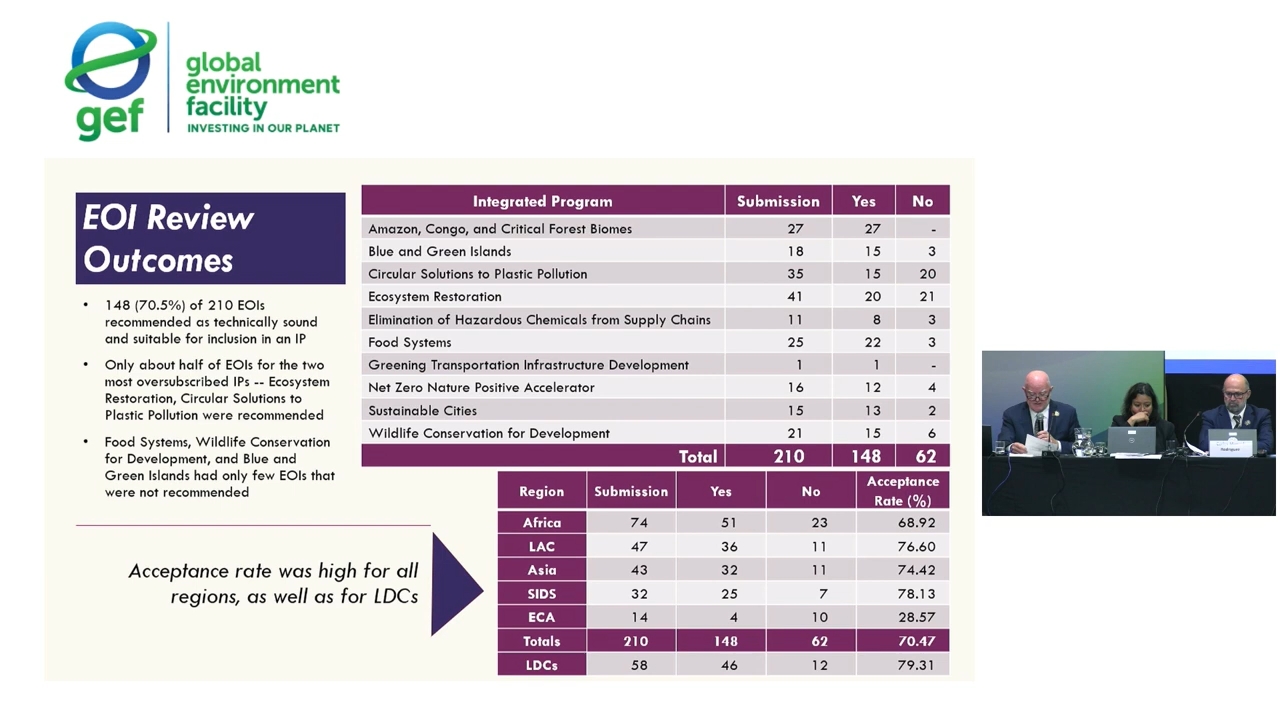 gef
global
environment
facility
INVESTING IN OUR PLANET
EOI Review
Outcomes
• 148 (70.5%) of 210 EOIs
recommended as technically sound
and suitable for inclusion in an IP
• Only about half of EOIs for the two
most oversubscribed IPs -- Ecosystem
Restoration, Circular Solutions to
Plastic Pollution were recommended
• Food Systems, Wildlife Conservation
for Development, and Blue and
Green Islands had only few EOIs that
were not recommended
Acceptance rate was high for all
regions, as well as for LDCs
Integrated Program Submission Yes No
Amazon, Congo, and Critical Forest Biomes 27 27 -
Blue and Green Islands 18 15 3
Circular Solutions to Plastic Pollution 35 15 20
Ecosystem Restoration 41 20 21
Elimination of Hazardous Chemicals from Supply Chains 11 8 3
Food Systems 25 22 3
Greening Transportation Infrastructure Development 1 1 -
Net Zero Nature Positive Accelerator 16 12 4
Sustainable Cities 15 13 2
Wildlife Conservation for Development 21 15 6
Total 210 148 62
Region Submission Yes No Acceptance
Rate (%)
Africa 74 51 23 68.92
LAC 47 36 11 76.60
Asia 43 32 11 74.42
SIDS 32 25 7 78.13
ECA 14 4 10 28.57
Totals 210 148 62 70.47
LDCs 58 46 12 79.31
Rodriguez